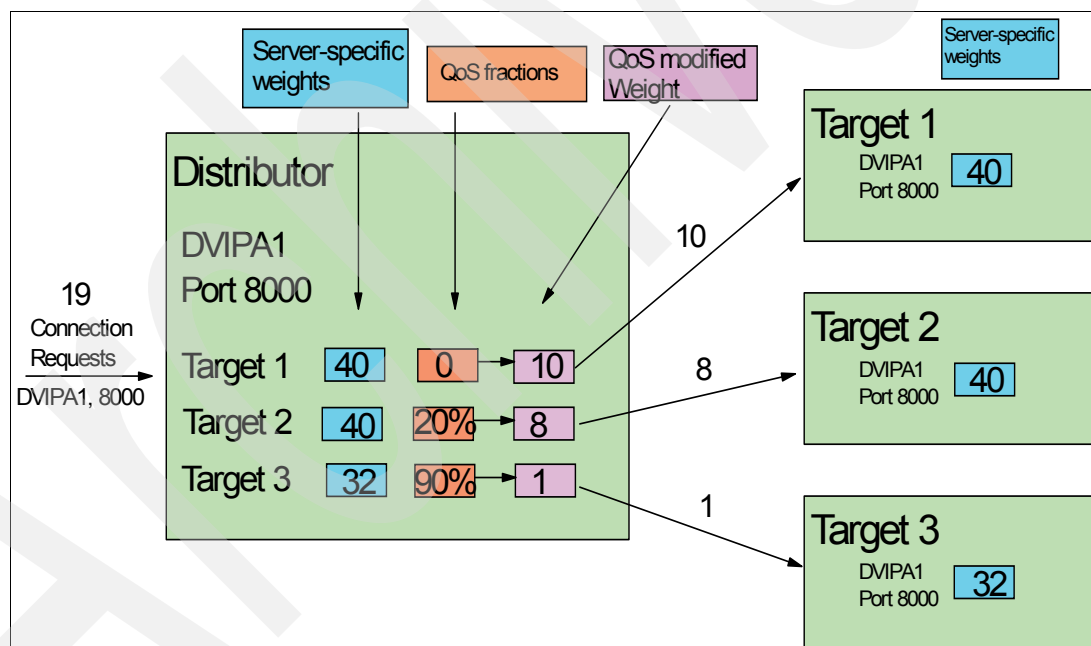 Server-specific
weights
QoS fractions
QoS modified
Weight
Server-specific
weights
Distributor
DVIPA1
Port 8000
19
Connection
Requests
DVIPA1, 8000
Target 1 40 0 10
Target 2 40 20% 8
Target 3 32 90% 1
10
8
1
Target 1
DVIPA1
Port 8000
40
Target 2
DVIPA1
Port 8000
40
Target 3
DVIPA1
Port 8000
32